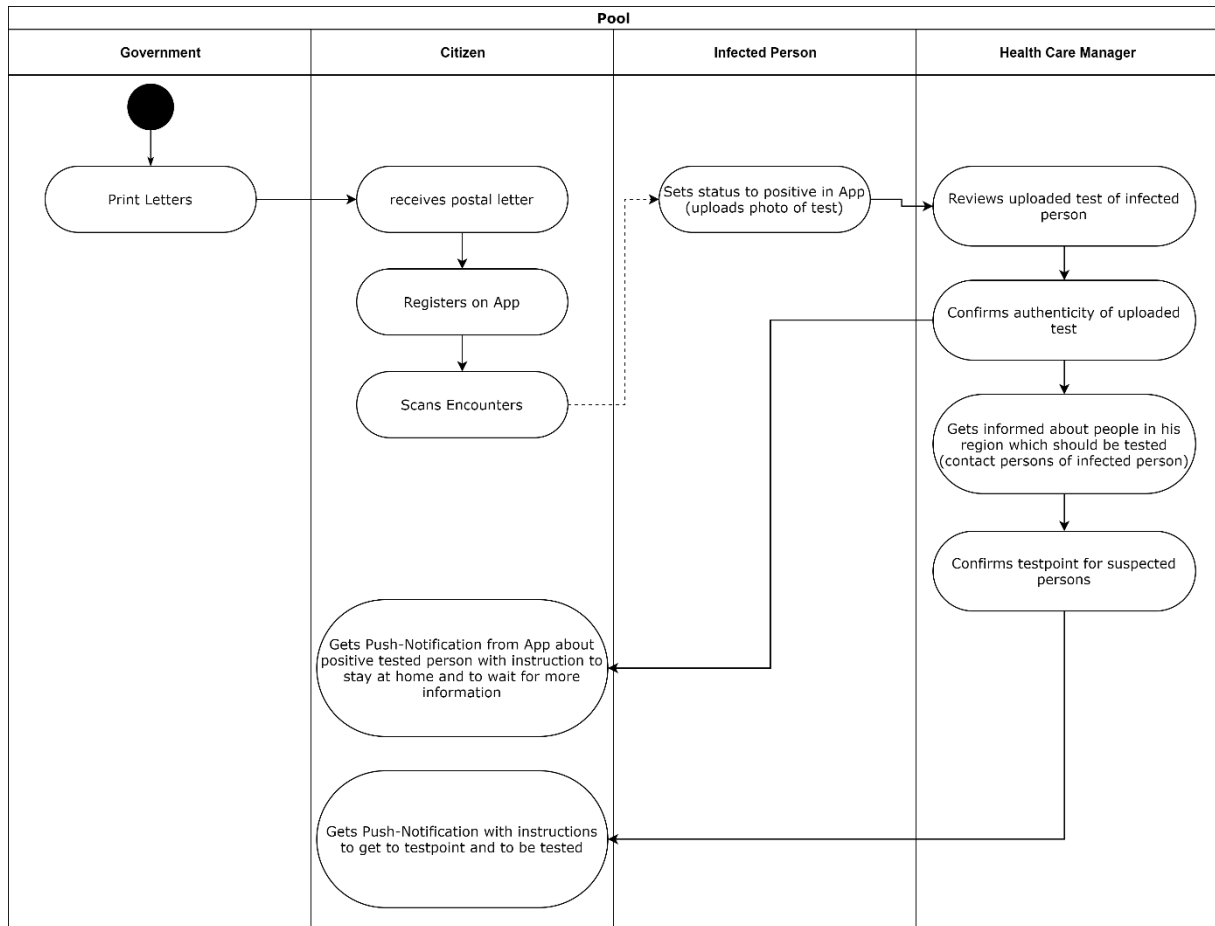 Pool
Government
Citizen
Infected Person
Health Care Manager
Print Letters
receives postal letter
Sets status to positive in App
(uploads photo of test)
Reviews uploaded test of infected
person
Registers on App
Confirms authenticity of uploaded
test
Scans Encounters
Gets informed about people in his
region which should be tested
(contact persons of infected person)
Confirms testpoint for suspected
persons
Gets Push-Notification from App about
positive tested person with instruction to
stay at home and to wait for more
information
Gets Push-Notification with instructions
to get to testpoint and to be tested